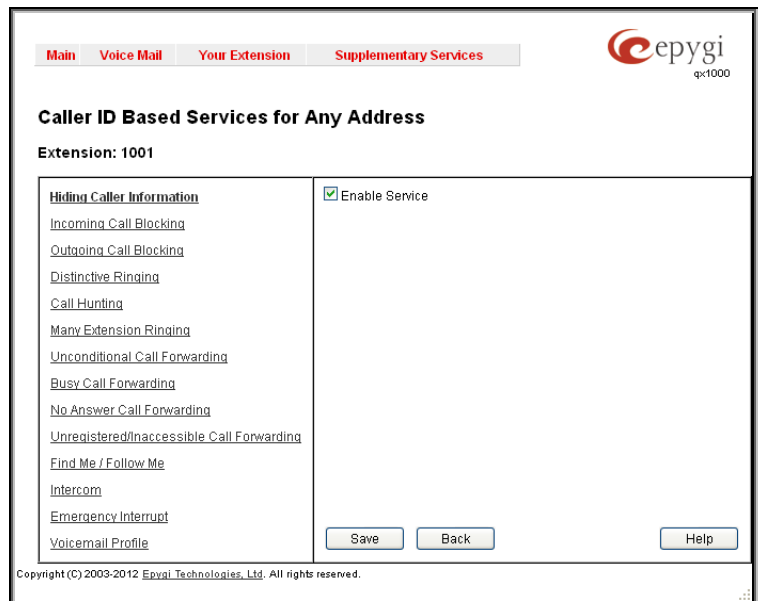 Main Voice Mail Your Extension Supplementary Services
epygi
qx1000
Caller ID Based Services for Any Address
Extension: 1001
Hiding Caller Information
Incoming Call Blocking
Outgoing Call Blocking
Distinctive Ringing
Call Hunting
Many Extension Ringing
Unconditional Call Forwarding
Busy Call Forwarding
No Answer Call Forwarding
Unregistered/Inaccessible Call Forwarding
Find Me / Follow Me
Intercom
Emergency Interrupt
Voicemail Profile
Enable Service
Save Back Help
Copyright (C) 2003-2012 Epygi Technologies, Ltd. All rights reserved.